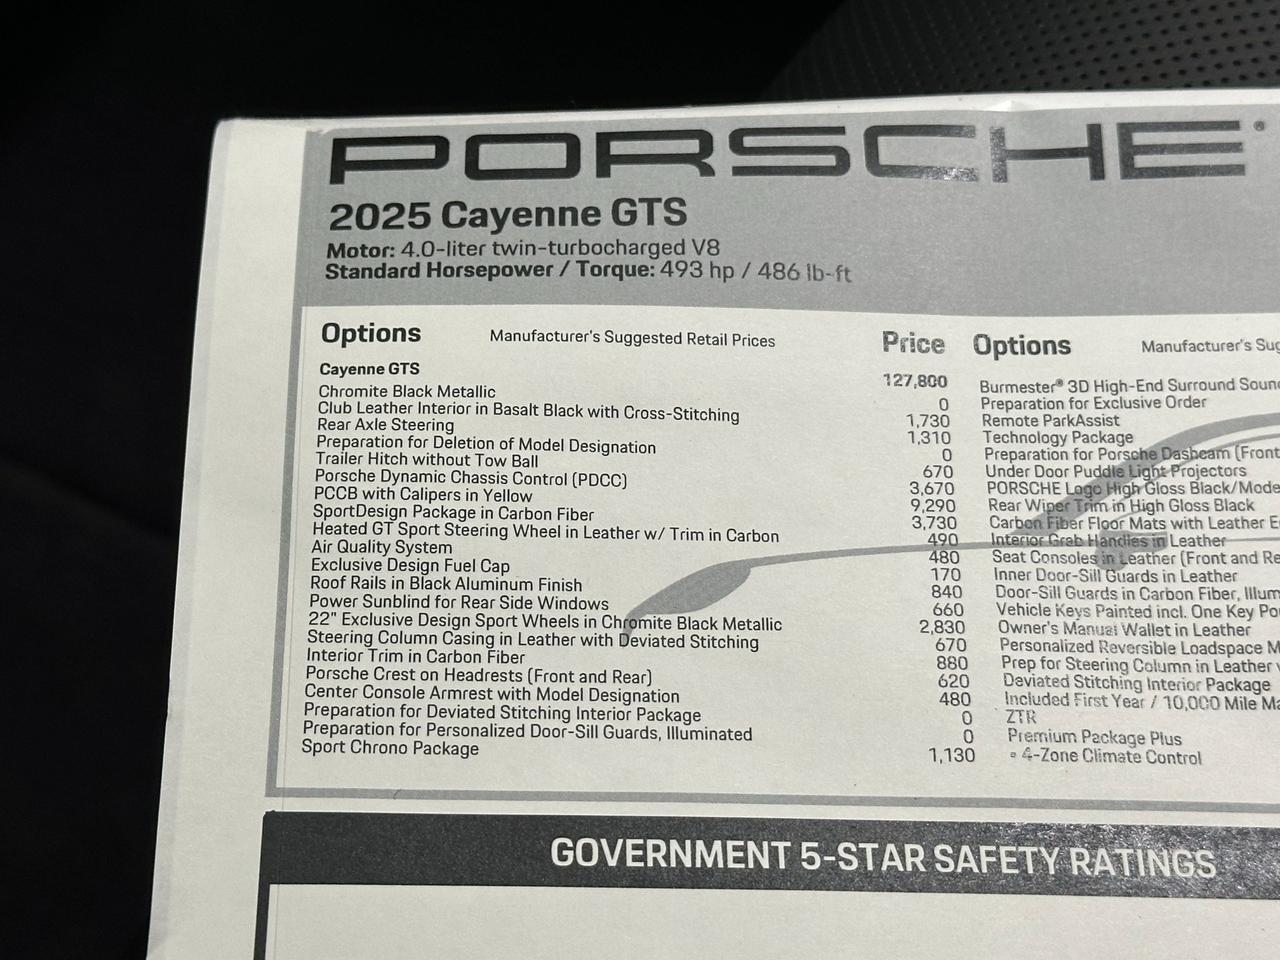 PORSCHE®
2025 Cayenne GTS
Motor: 4.0-liter twin-turbocharged V8
Standard Horsepower / Torque: 493 hp / 486 lb-ft
Options Manufacturer's Suggested Retail Prices Price
Cayenne GTS 127,800
Chromite Black Metallic 0
Club Leather Interior in Basalt Black with Cross-Stitching 1,730
Rear Axle Steering 1,310
Preparation for Deletion of Model Designation 0
Trailer Hitch without Tow Ball 670
Porsche Dynamic Chassis Control (PDCC) 3,670
PCCB with Calipers in Yellow 9,290
SportDesign Package in Carbon Fiber 3,730
Heated GT Sport Steering Wheel in Leather w/ Trim in Carbon 490
Air Quality System 480
Exclusive Design Fuel Cap 170
Roof Rails in Black Aluminum Finish 840
Power Sunblind for Rear Side Windows 660
22" Exclusive Design Sport Wheels in Chromite Black Metallic 2,830
Steering Column Casing in Leather with Deviated Stitching 670
Interior Trim in Carbon Fiber 880
Porsche Crest on Headrests (Front and Rear) 620
Center Console Armrest with Model Designation 480
Preparation for Deviated Stitching Interior Package 0
Preparation for Personalized Door-Sill Guards, Illuminated 0
Sport Chrono Package 1,130
Options Manufacturer's Sug
Burmester® 3D High-End Surround Soun
Preparation for Exclusive Order
Remote ParkAssist
Technology Package
Preparation for Porsche Dashcam (Front
Under Door Puddle Light Projectors
PORSCHE Logo High Gloss Black/Mode
Rear Wiper Trim in High Gloss Black
Carbon Fiber Floor Mats with Leather E
Interior Grab Handles in Leather
Seat Consoles in Leather (Front and Re
Inner Door-Sill Guards in Leather
Door-Sill Guards in Carbon Fiber, Illum
Vehicle Keys Painted incl. One Key Po
Owner's Manual Wallet in Leather
Personalized Reversible Loadspace M
Prep for Steering Column in Leather
Deviated Stitching Interior Package
Included First Year / 10,000 Mile Ma
ZTR
Premium Package Plus
• 4-Zone Climate Control
GOVERNMENT 5-STAR SAFETY RATINGS